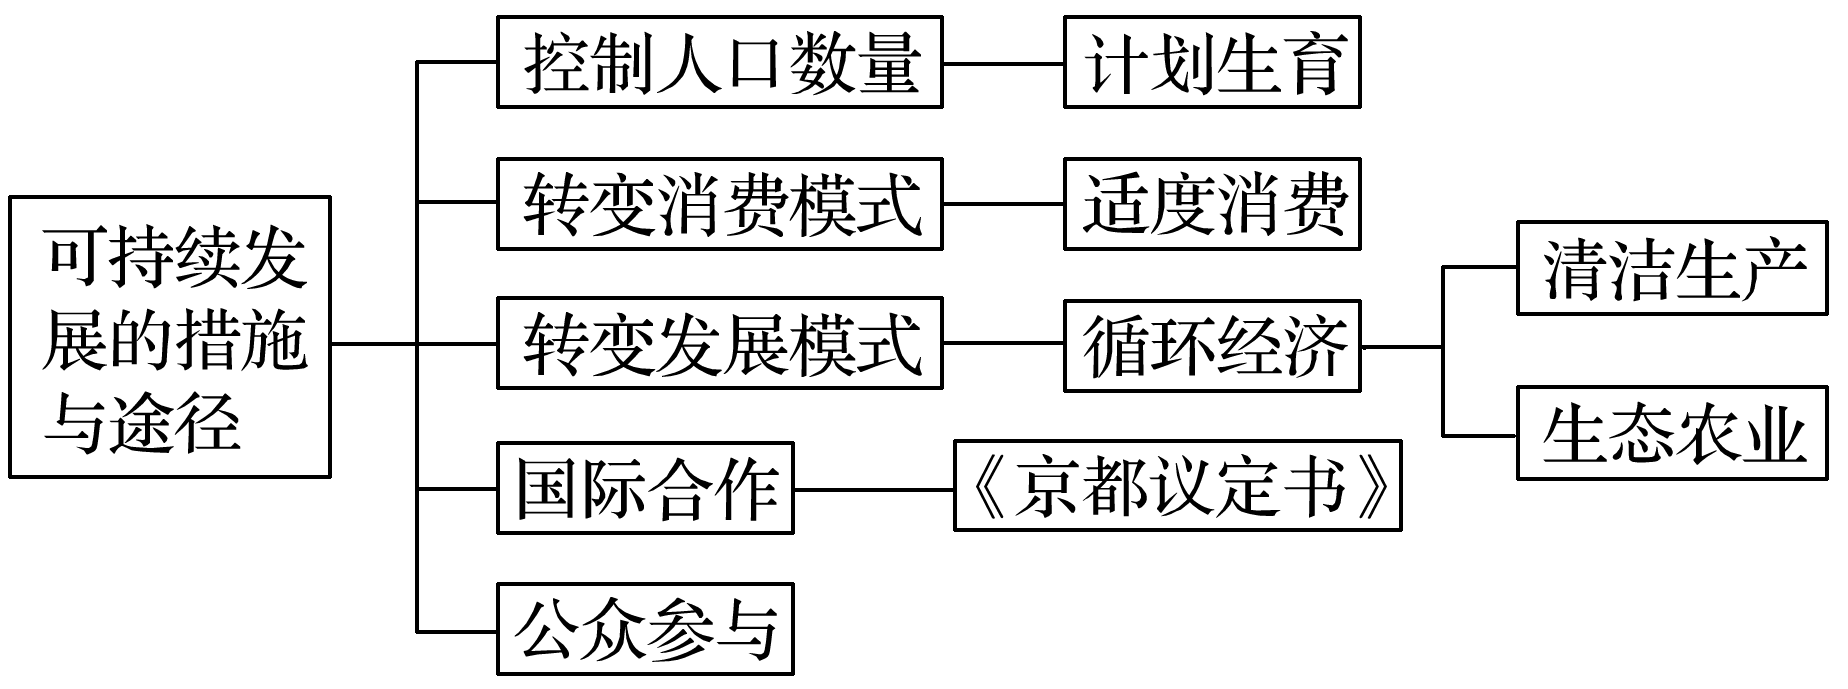 可持续发
展的措施
与途径
控制人口数量
计划生育
转变消费模式
适度消费
转变发展模式
循环经济
清洁生产
生态农业
国际合作
《京都议定书》
公众参与